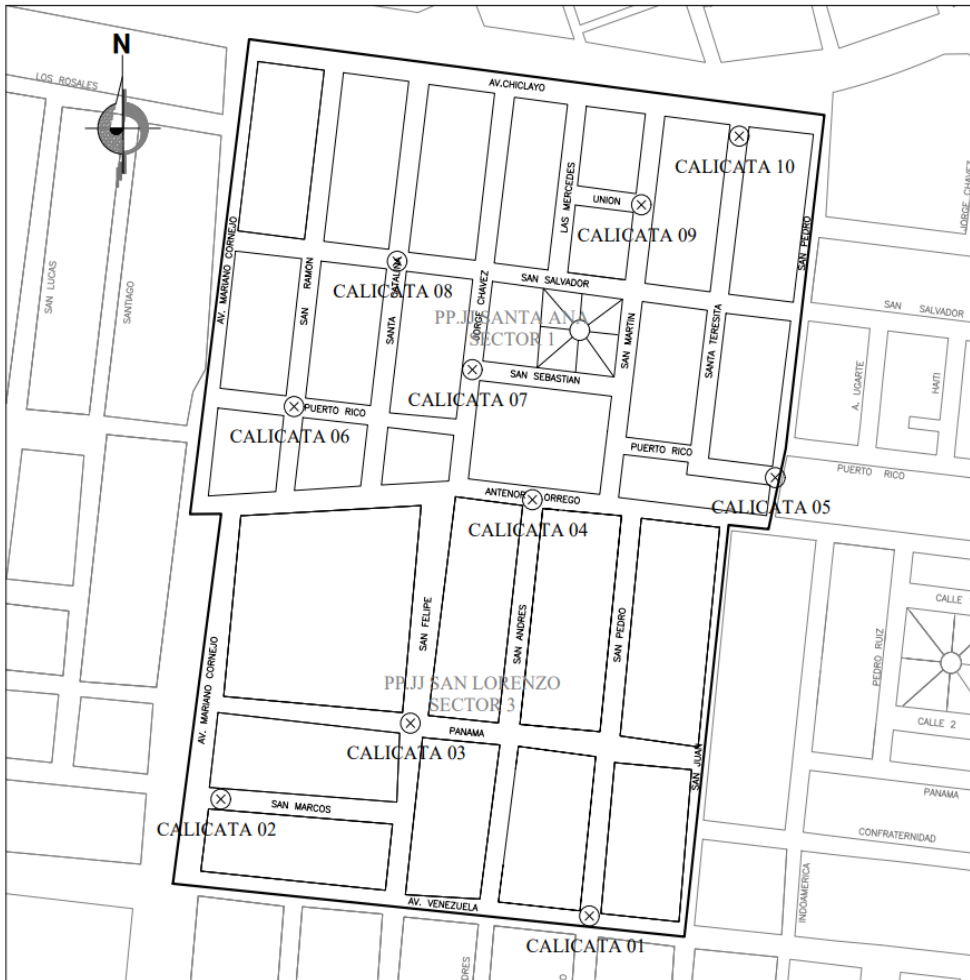 N
AV.CHICLAYO
LOS ROSALES
CALICATA 10
JORGE CHAVEZ
LAS MERCEDES
UNION
CALICATA 09
SAN PEDRO
AV. MARIANO CORNEJO
SAN LUCAS
SANTIAGO
SAN RAMON
SANTA CATALINA
CALICATA 08
JORGE CHAVEZ
SAN SALVADOR
SAN SALVADOR
PP.JJ SANTA ANA
SECTOR 1
SAN MARTIN
SANTA TERESITA
SAN SEBASTIAN
CALICATA 07
A. UGARTE
HAITI
PUERTO RICO
CALICATA 06
PUERTO RICO
PUERTO RICO
ANTENOR ORREGO
CALICATA 04
CALICATA 05
CALLE
SAN FELIPE
SAN ANDRES
SAN PEDRO
PEDRO RUIZ
AV. MARIANO CORNEJO
PP.JJ SAN LORENZO
SECTOR 3
CALLE 2
PANAMA
CALICATA 03
SAN JUAN
PANAMA
SAN MARCOS
CALICATA 02
CONFRATERNIDAD
INDOAMERICA
AV. VENEZUELA
CALICATA 01